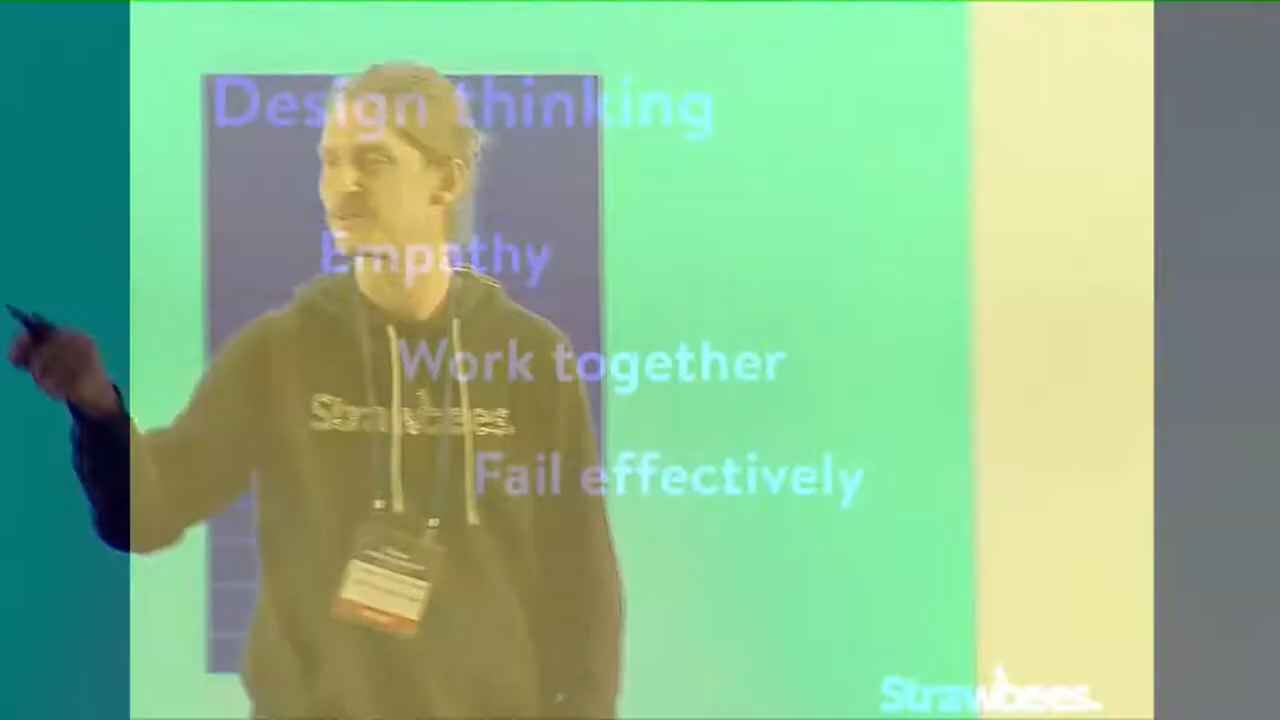 Design thinking
Empathy
Work together
Strawbees.
Fail effectively
Strawbees.